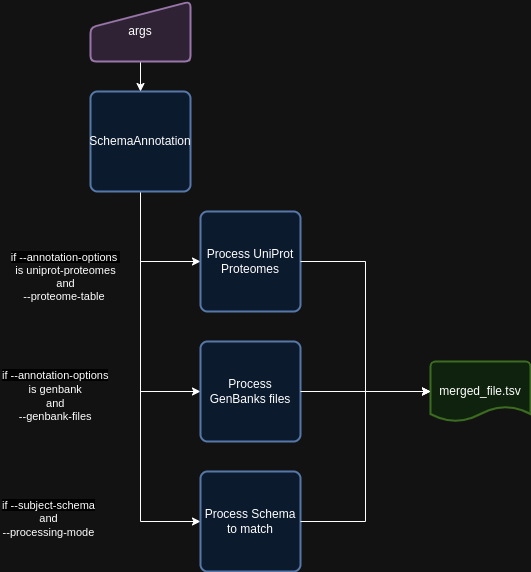 args
SchemaAnnotation
if --annotation-options
is uniprot-proteomes
and
--proteome-table
Process UniProt
Proteomes
if --annotation-options
is genbank
and
--genbank-files
Process
GenBanks files
merged_file.tsv
if --subject-schema
and
--processing-mode
Process Schema
to match